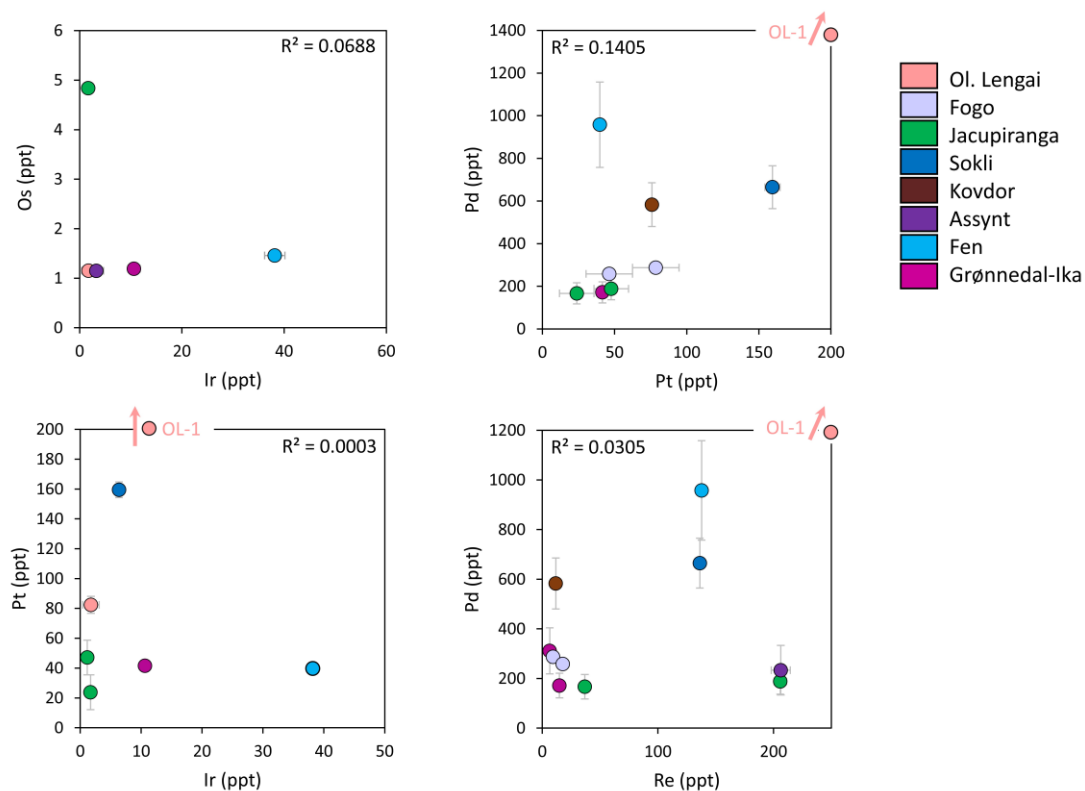 R² = 0.0688
6
5
4
3
2
1
0
Os (ppt)
0
20
40
60
Ir (ppt)
OL-1
R² = 0.1405
1400
1200
1000
800
600
400
200
0
Pd (ppt)
0
50
100
150
200
Pt (ppt)
Ol. Lengai
Fogo
Jacupiranga
Sokli
Kovdor
Assynt
Fen
Grønnedal-Ika
OL-1
R² = 0.0003
200
180
160
140
120
100
80
60
40
20
0
Pt (ppt)
0
10
20
30
40
50
Ir (ppt)
OL-1
R² = 0.0305
1200
1000
800
600
400
200
0
Pd (ppt)
0
100
200
Re (ppt)